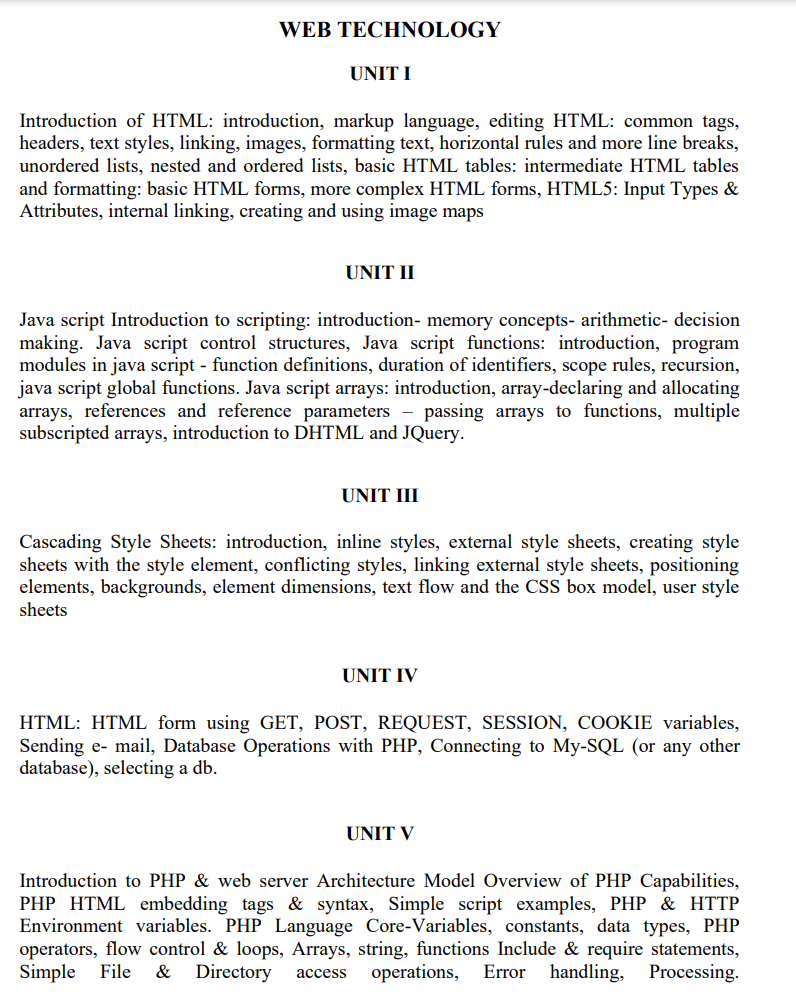 WEB TECHNOLOGY
UNIT I
Introduction of HTML: introduction, markup language, editing HTML: common tags,
headers, text styles, linking, images, formatting text, horizontal rules and more line breaks,
unordered lists, nested and ordered lists, basic HTML tables: intermediate HTML tables
and formatting: basic HTML forms, more complex HTML forms, HTML5: Input Types &
Attributes, internal linking, creating and using image maps
UNIT II
Java script Introduction to scripting: introduction- memory concepts- arithmetic- decision
making. Java script control structures, Java script functions: introduction, program
modules in java script - function definitions, duration of identifiers, scope rules, recursion,
java script global functions. Java script arrays: introduction, array-declaring and allocating
arrays, references and reference parameters – passing arrays to functions, multiple
subscripted arrays, introduction to DHTML and JQuery.
UNIT III
Cascading Style Sheets: introduction, inline styles, external style sheets, creating style
sheets with the style element, conflicting styles, linking external style sheets, positioning
elements, backgrounds, element dimensions, text flow and the CSS box model, user style
sheets
UNIT IV
HTML: HTML form using GET, POST, REQUEST, SESSION, COOKIE variables,
Sending e- mail, Database Operations with PHP, Connecting to My-SQL (or any other
database), selecting a db.
UNIT V
Introduction to PHP & web server Architecture Model Overview of PHP Capabilities,
PHP HTML embedding tags & syntax, Simple script examples, PHP & HTTP
Environment variables. PHP Language Core-Variables, constants, data types, PHP
operators, flow control & loops, Arrays, string, functions Include & require statements,
Simple File & Directory access operations, Error handling, Processing.